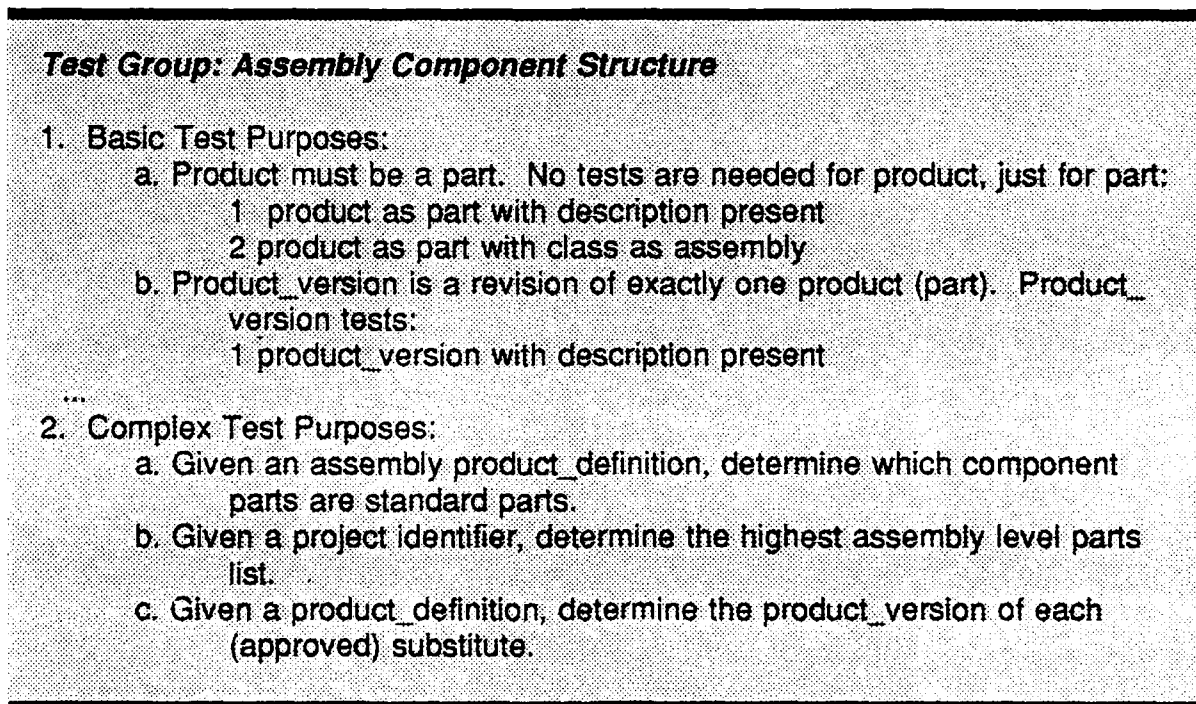 Test Group: Assembly Component Structure
1. Basic Test Purposes:
a. Product must be a part. No tests are needed for product, just for part:
1 product as part with description present
2 product as part with class as assembly
b. Product_version is a revision of exactly one product (part). Product_
version tests:
1 product_version with description present
...
2. Complex Test Purposes:
a. Given an assembly product_definition, determine which component
parts are standard parts.
b. Given a project identifier, determine the highest assembly level parts
list.
c. Given a product_definition, determine the product_version of each
(approved) substitute.